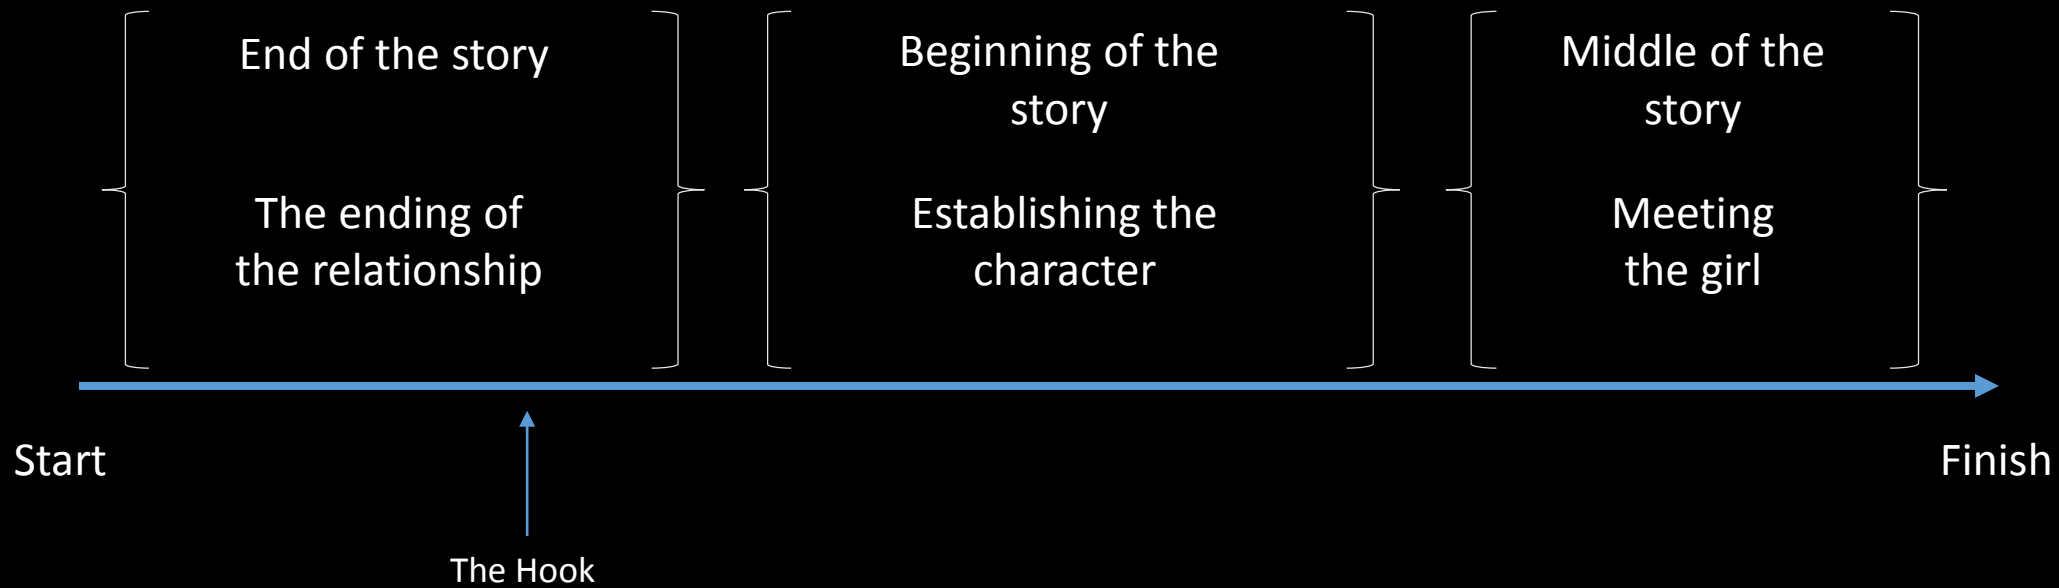 End of the story
The ending of
the relationship
Beginning of the
story
Establishing the
character
Middle of the
story
Meeting
the girl
Start
Finish
The Hook